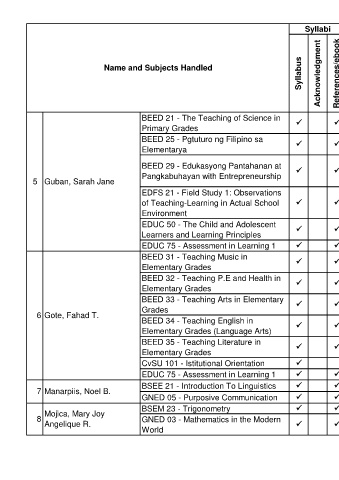 Syllabi
Name and Subjects Handled
Syllabus
Acknowledgment
References/ebook
BEED 21 - The Teaching of Science in
Primary Grades
BEED 25 - Pgtuturo ng Filipino sa
Elementarya
5 Guban, Sarah Jane
BEED 29 - Edukasyong Pantahanan at
Pangkabuhayan with Entrepreneurship
EDFS 21 - Field Study 1: Observations
of Teaching-Learning in Actual School
Environment
EDUC 50 - The Child and Adolescent
Learners and Learning Principles
EDUC 75 - Assessment in Learning 1
BEED 31 - Teaching Music in
Elementary Grades
BEED 32 - Teaching P.E and Health in
Elementary Grades
BEED 33 - Teaching Arts in Elementary
Grades
6 Gote, Fahad T.
BEED 34 - Teaching English in
Elementary Grades (Language Arts)
BEED 35 - Teaching Literature in
Elementary Grades
CvSU 101 - Istitutional Orientation
EDUC 75 - Assessment in Learning 1
7 Manarpiis, Noel B.
BSEE 21 - Introduction To Linguistics
GNED 05 - Purposive Communication
8 Mojica, Mary Joy
Angelique R.
BSEM 23 - Trigonometry
GNED 03 - Mathematics in the Modern
World